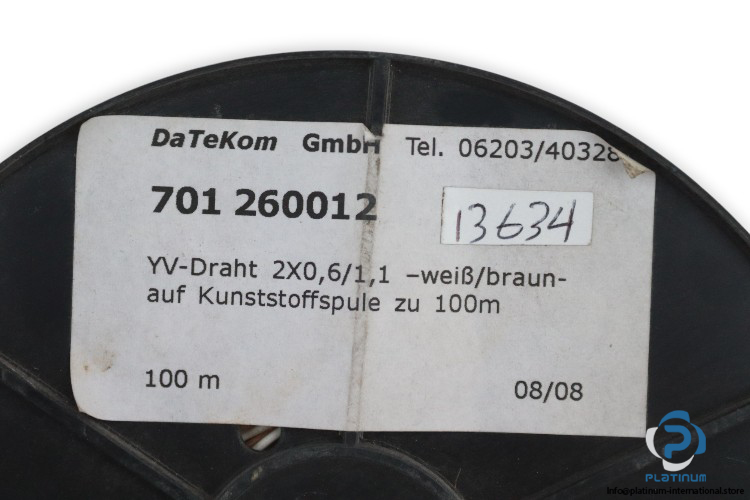 DaTeKom GmbH Tel. 06203/40328
701 260012
13634
YV-Draht 2X0,6/1,1 –weiß/braun-
auf Kunststoffspule zu 100m
100 m 08/08
PLATINUM
Info@platinum-international.store